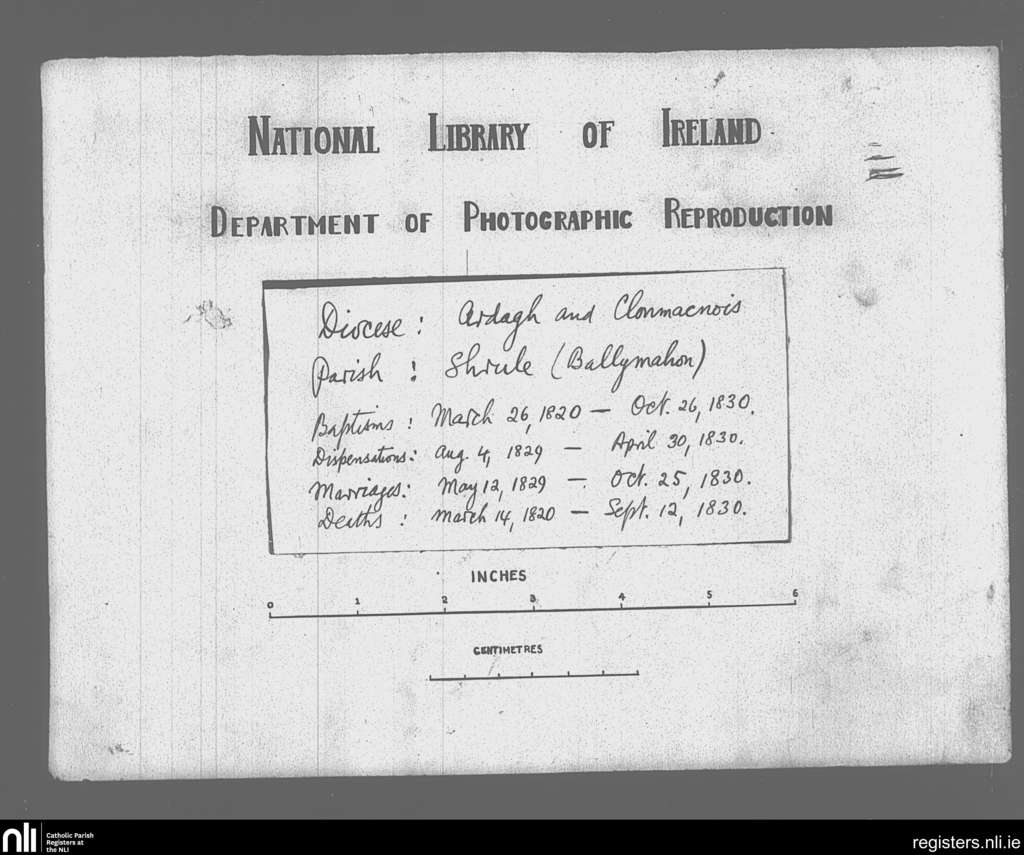 NATIONAL LIBRARY OF IRELAND
DEPARTMENT OF PHOTOGRAPHIC REPRODUCTION
Diocese : Ardagh and Clonmacnois
Parish : Shrule (Ballymahon)
Baptisms : March 26, 1820 — Oct. 26, 1830.
Dispensations : Aug. 4, 1829 — April 30, 1830.
Marriages : May 12, 1829 — Oct. 25, 1830.
Deaths : March 14, 1820 — Sept. 12, 1830.
INCHES
0 1 2 3 4 5 6
CENTIMETRES
nli
Catholic Parish
Registers at
the NLI
registers.nli.ie